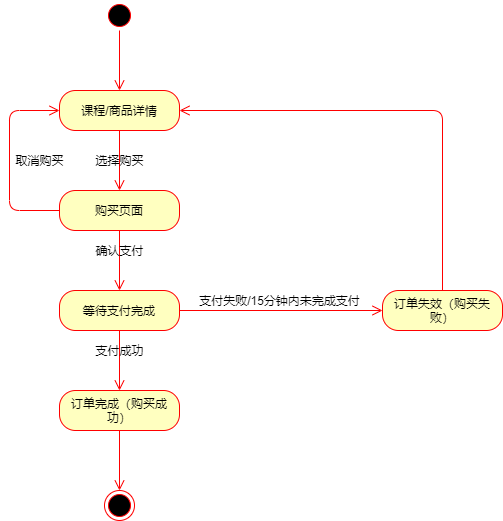 课程/商品详情
取消购买
选择购买
购买页面
确认支付
支付失败/15分钟内未完成支付
等待支付完成
订单失效（购买失
败）
支付成功
订单完成（购买成
功）